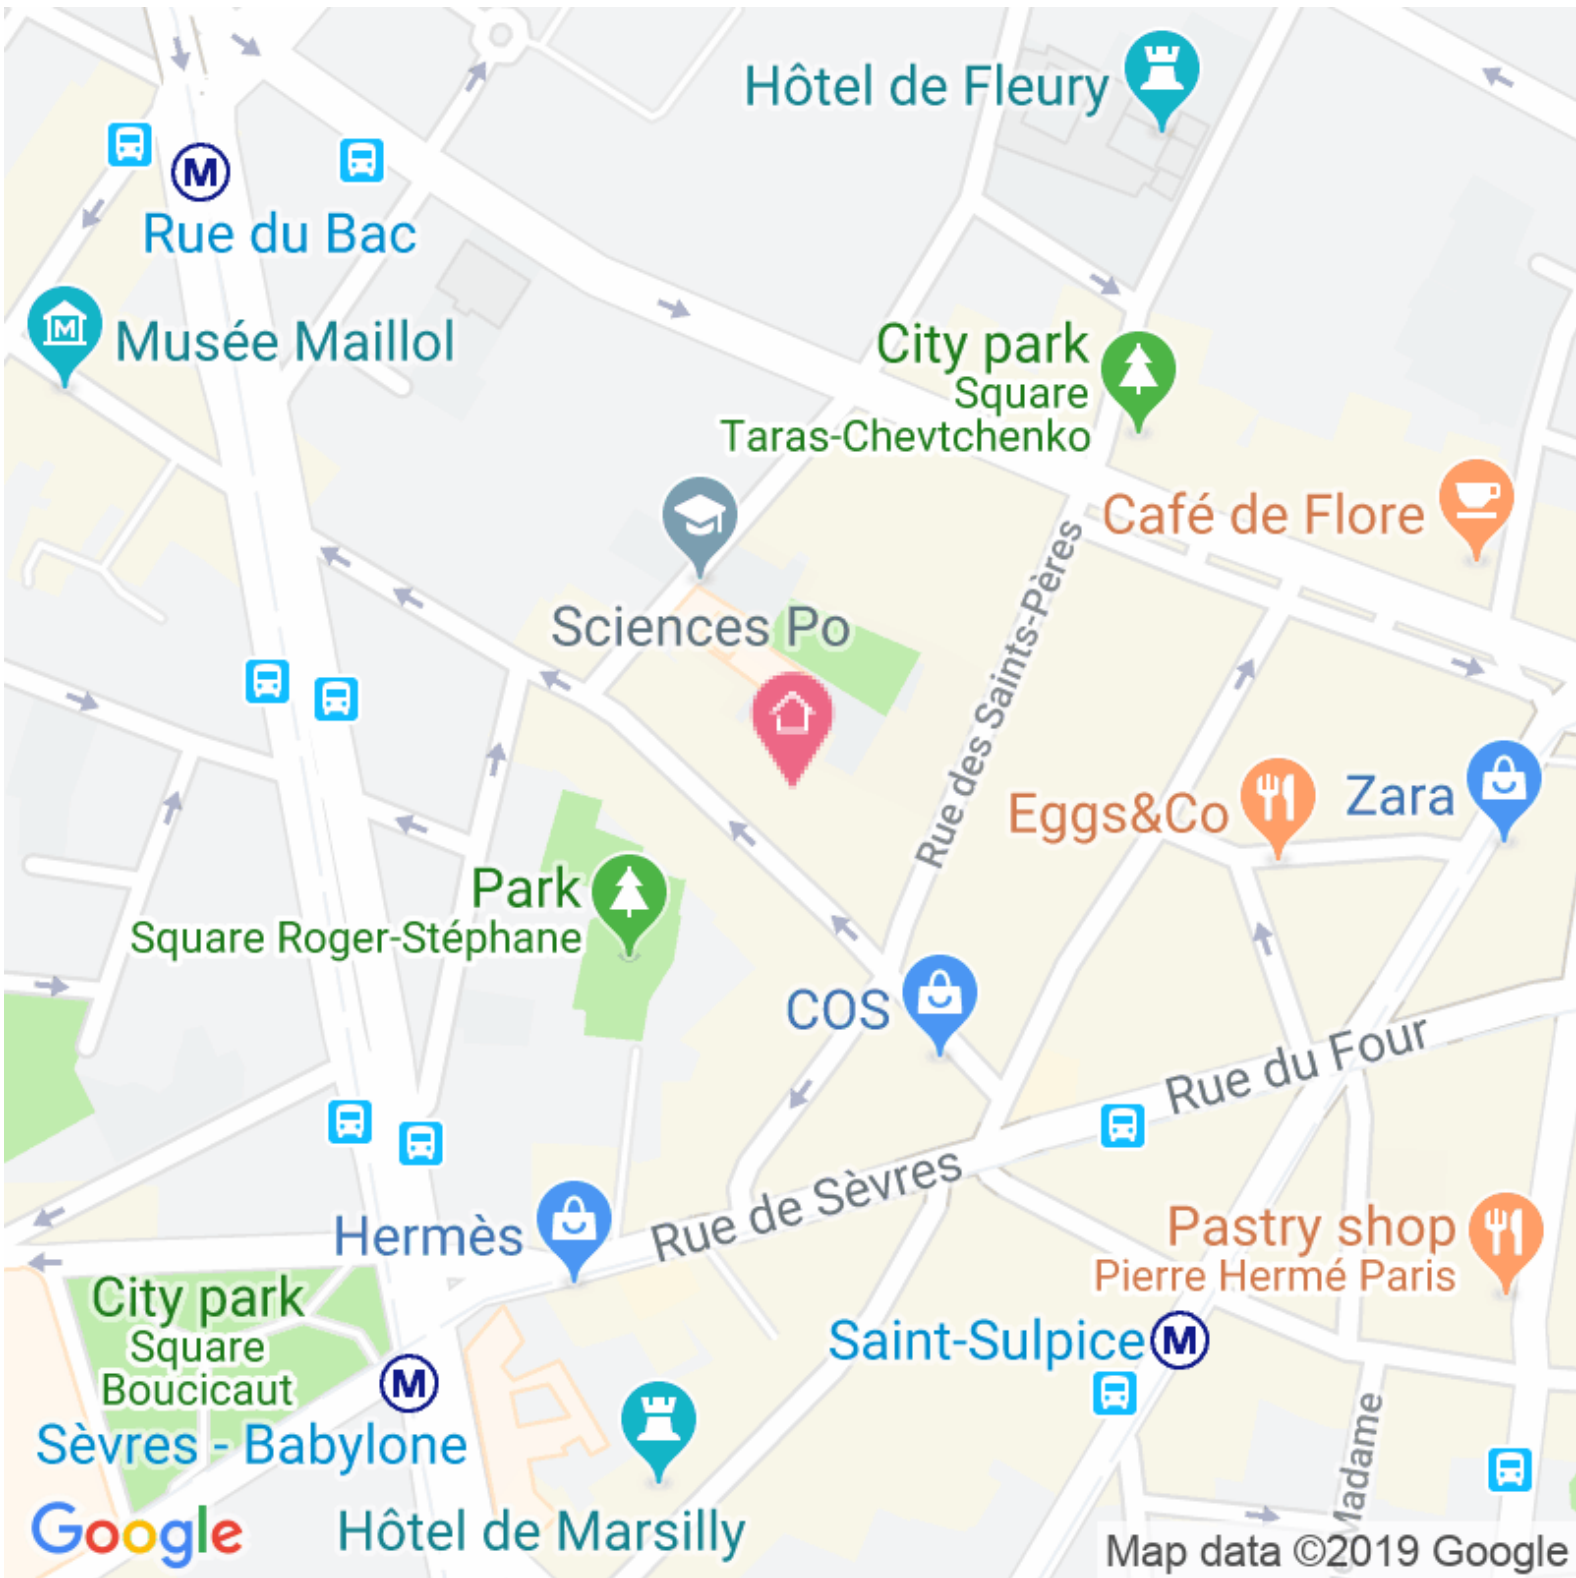 Hôtel de Fleury
M
Rue du Bac
M
Musée Maillol
City park
Square
Taras-Chevtchenko
Café de Flore
Sciences Po
Rue des Saints-Pères
Eggs&Co
Zara
Park
Square Roger-Stéphane
COS
Rue du Four
Rue de Sèvres
Hermès
Pastry shop
Pierre Hermé Paris
City park
Square
Boucicaut
Saint-Sulpice
M
M
Sèvres - Babylone
Madame
Hôtel de Marsilly
Google
Map data ©2019 Google